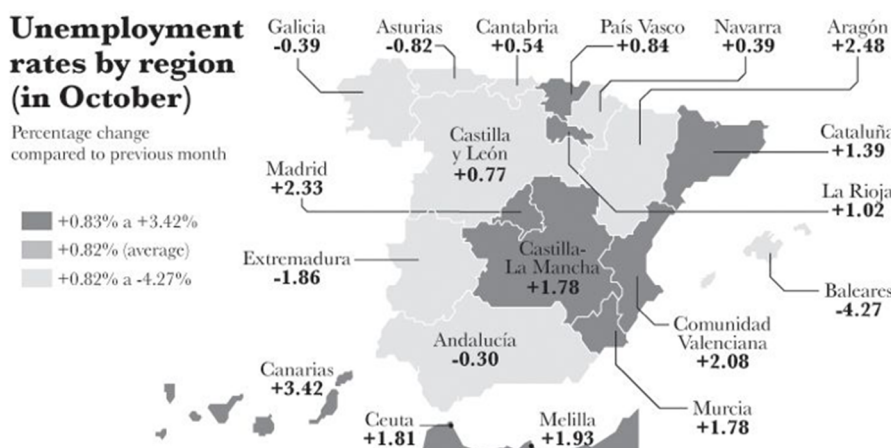 Unemployment
rates by region
(in October)
Percentage change
compared to previous month
+0.83% a +3.42%
+0.82% (average)
+0.82% a -4.27%
Galicia
-0.39
Asturias
-0.82
Cantabria
+0.54
País Vasco
+0.84
Navarra
+0.39
Aragón
+2.48
Castilla
y León
+0.77
Cataluña
+1.39
Madrid
+2.33
La Rioja
+1.02
Extremadura
-1.86
Castilla-
La Mancha
+1.78
Baleares
-4.27
Comunidad
Valenciana
+2.08
Andalucía
-0.30
Canarias
+3.42
Murcia
+1.78
Ceuta
+1.81
Melilla
+1.93